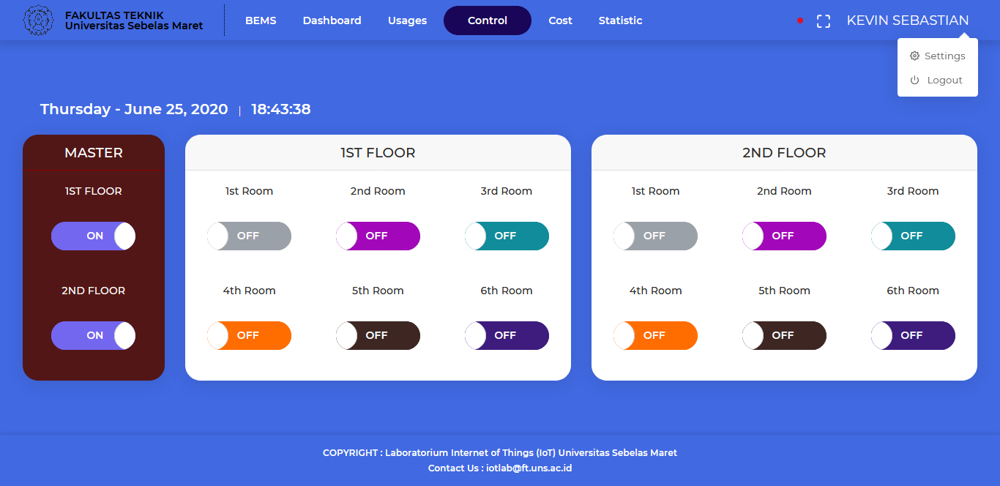 FAKULTAS TEKNIK
Universitas Sebelas Maret
BEMS Dashboard Usages Control Cost Statistic
KEVIN SEBASTIAN
Settings
Logout
Thursday - June 25, 2020 | 18:43:38
MASTER
1ST FLOOR
ON
2ND FLOOR
ON
1ST FLOOR
1st Room 2nd Room 3rd Room
OFF OFF OFF
4th Room 5th Room 6th Room
OFF OFF OFF
2ND FLOOR
1st Room 2nd Room 3rd Room
OFF OFF OFF
4th Room 5th Room 6th Room
OFF OFF OFF
COPYRIGHT : Laboratorium Internet of Things (IoT) Universitas Sebelas Maret
Contact Us : iotlab@ft.uns.ac.id